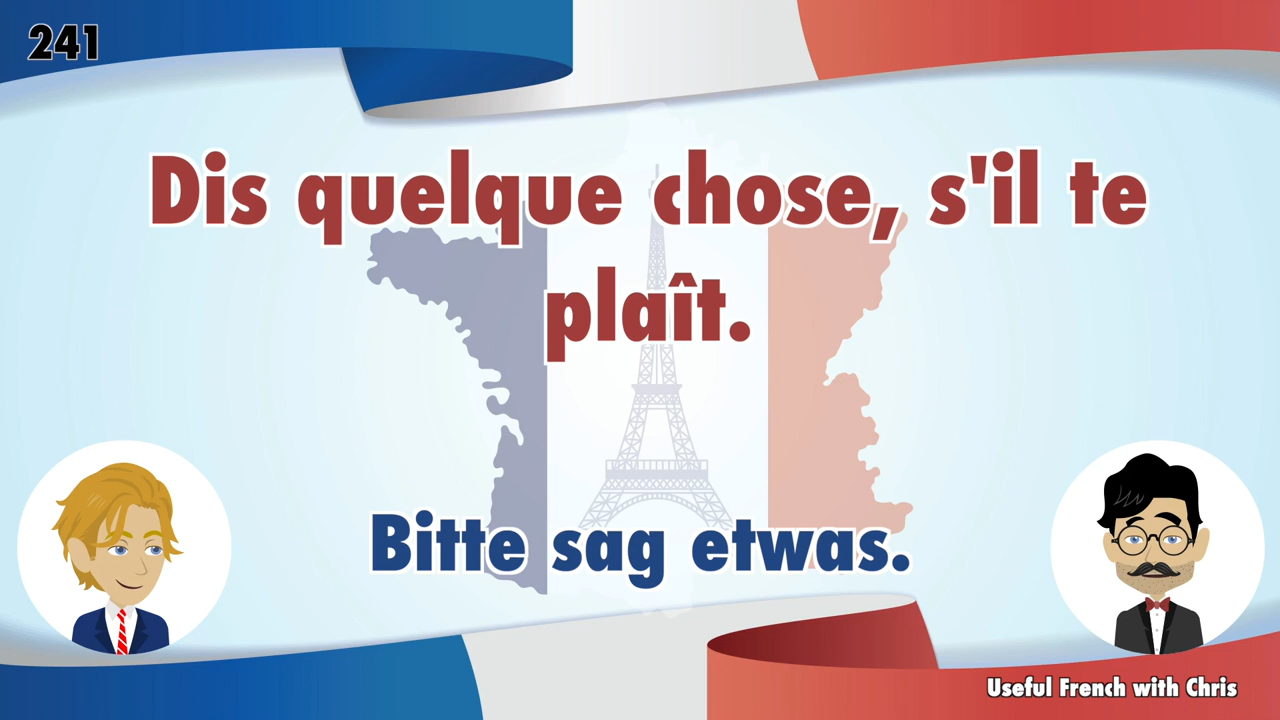 241
Dis quelque chose, s'il te
plaît.
Bitte sag etwas.
Useful French with Chris